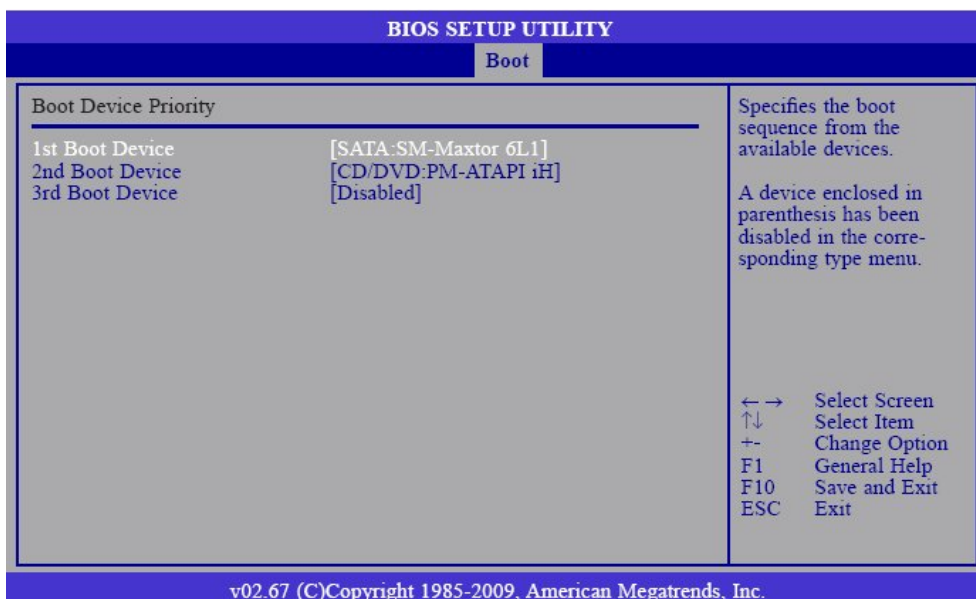 BIOS SETUP UTILITY
Boot
Boot Device Priority
1st Boot Device [SATA:SM-Maxtor 6L1]
2nd Boot Device [CD/DVD:PM-ATAPI iH]
3rd Boot Device [Disabled]
Specifies the boot
sequence from the
available devices.
A device enclosed in
parenthesis has been
disabled in the corre-
sponding type menu.
←→ Select Screen
↑↓ Select Item
+- Change Option
F1 General Help
F10 Save and Exit
ESC Exit
v02.67 (C)Copyright 1985-2009, American Megatrends, Inc.